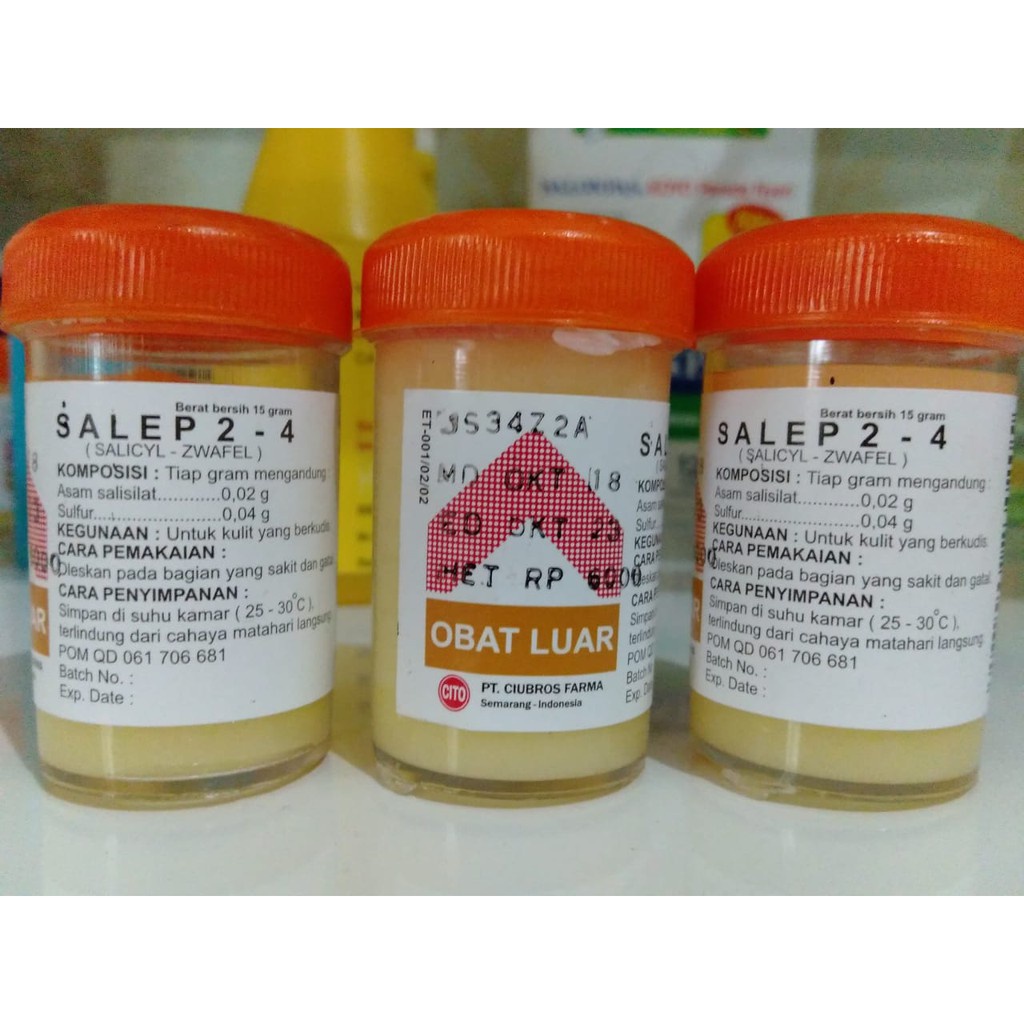 Berat bersih 15 gram
SALEP 2 - 4
( SALICYL - ZWAFEL )
KOMPOSISI : Tiap gram mengandung :
Asam salisilat............0,02 g
Sulfur.......................0,04 g
KEGUNAAN : Untuk kulit yang berkudis.
CARA PEMAKAIAN :
Oleskan pada bagian yang sakit dan gatal.
CARA PENYIMPANAN :
Simpan di suhu kamar ( 25 - 30°C ),
terlindung dari cahaya matahari langsung.
POM QD 061 706 681
Batch No. :
Exp. Date :
ET-001/02/02
JS34Z2A
MD OKT 18
ED OKT 23
HET RP 6000
OBAT LUAR
CITO
PT. CIUBROS FARMA
Semarang - Indonesia
Berat bersih 15 gram
SALEP 2 - 4
( SALICYL - ZWAFEL )
KOMPOSISI : Tiap gram mengandung :
Asam salisilat............0,02 g
Sulfur.......................0,04 g
KEGUNAAN : Untuk kulit yang berkudis.
CARA PEMAKAIAN :
Oleskan pada bagian yang sakit dan gatal.
CARA PENYIMPANAN :
Simpan di suhu kamar ( 25 - 30°C ),
terlindung dari cahaya matahari langsung.
POM QD 061 706 681
Batch No. :
Exp. Date :